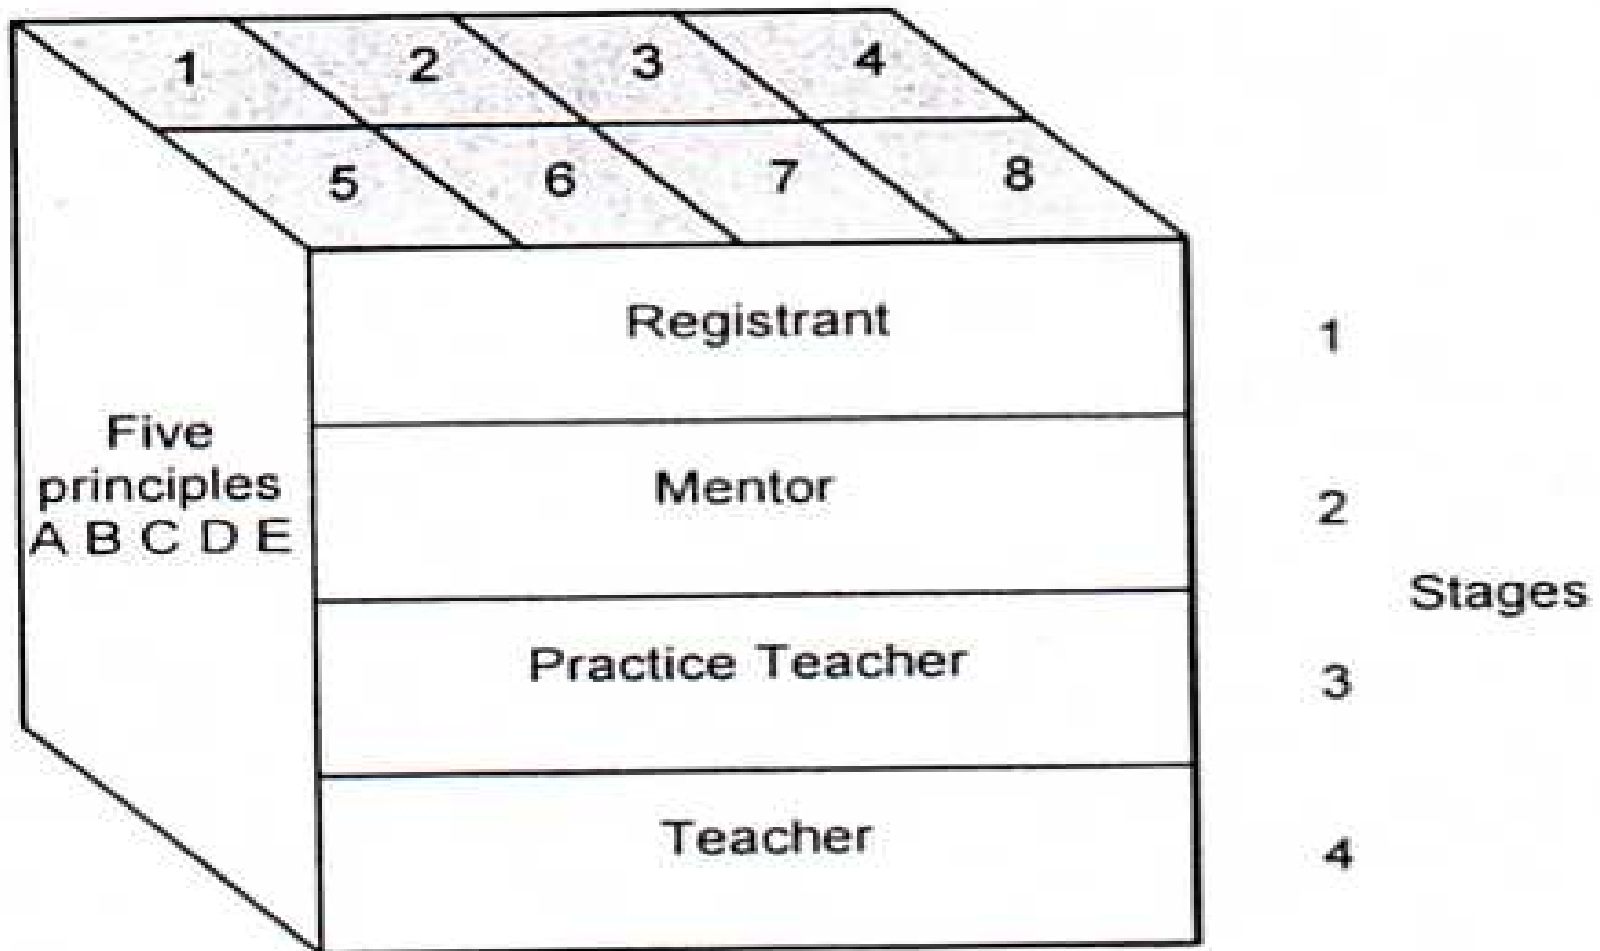 1 2 3 4
5 6 7 8
Registrant 1
Five
principles
A B C D E
Mentor 2
Stages
Practice Teacher 3
Teacher 4